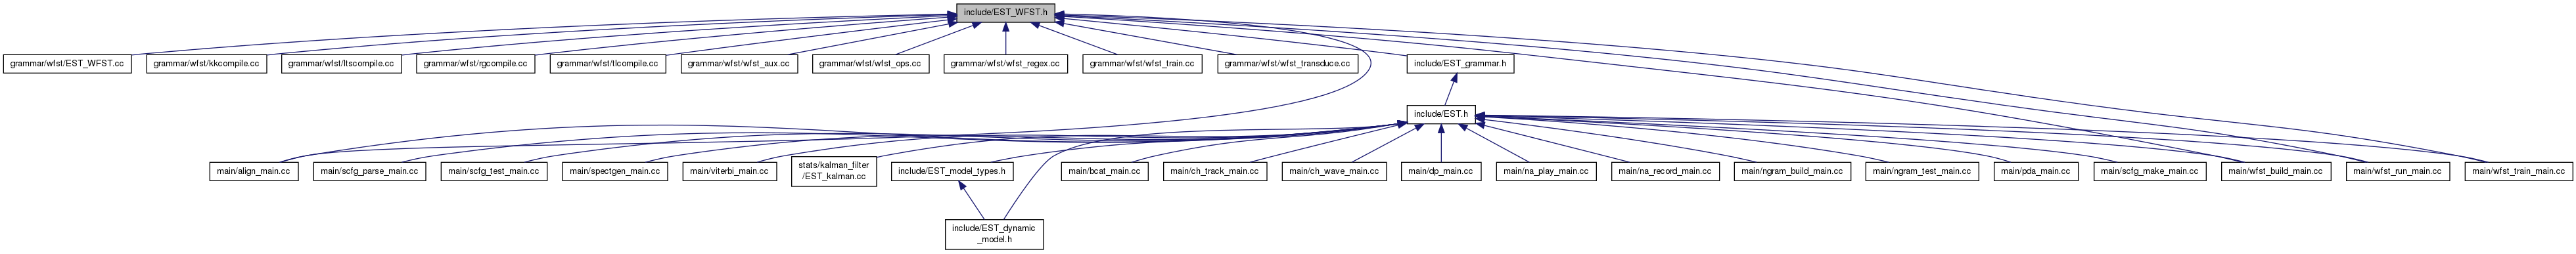 include/EST_WFST.h
grammar/wfst/EST_WFST.cc
grammar/wfst/kkcompile.cc
grammar/wfst/ltscompile.cc
grammar/wfst/rgcompile.cc
grammar/wfst/tlcompile.cc
grammar/wfst/wfst_aux.cc
grammar/wfst/wfst_ops.cc
grammar/wfst/wfst_regex.cc
grammar/wfst/wfst_train.cc
grammar/wfst/wfst_transduce.cc
include/EST_grammar.h
include/EST.h
main/align_main.cc
main/scfg_parse_main.cc
main/scfg_test_main.cc
main/spectgen_main.cc
main/viterbi_main.cc
stats/kalman_filter
/EST_kalman.cc
include/EST_model_types.h
main/bcat_main.cc
main/ch_track_main.cc
main/ch_wave_main.cc
main/dp_main.cc
main/na_play_main.cc
main/na_record_main.cc
main/ngram_build_main.cc
main/ngram_test_main.cc
main/pda_main.cc
main/scfg_make_main.cc
main/wfst_build_main.cc
main/wfst_run_main.cc
main/wfst_train_main.cc
include/EST_dynamic
_model.h